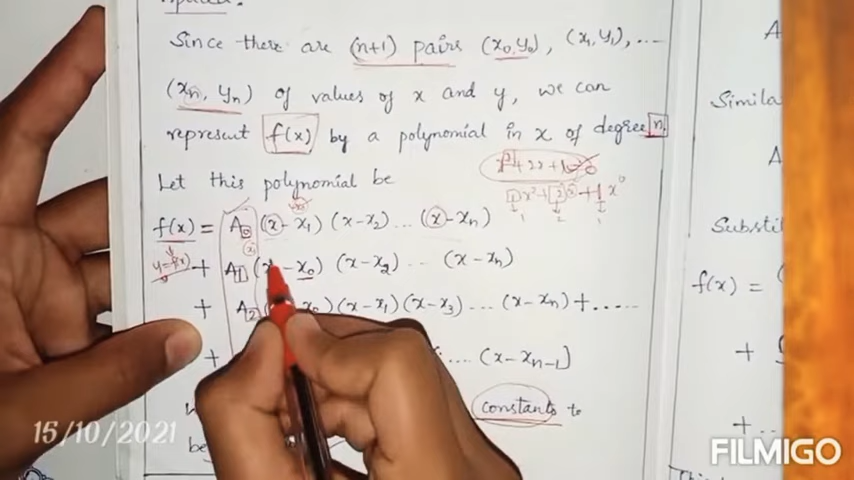 Since there are (n+1) pairs (x₀,y₀), (x₁,y₁), ....
(xₙ, yₙ) of values of x and y, we can
represent f(x) by a polynomial in x of degree n.
Let this polynomial be
f(x) = A₀ (x-x₁) (x-x₂) ... (x-xₙ)
y=f(x)
+ A₁ (x-x₀) (x-x₂) ... (x-xₙ)
+ A₂ x₀) (x-x₁) (x-x₃) ... (x-xₙ) + .....
+ .... (x-xₙ₋₁)
constants to
be
Simila
Substit
f(x) =
+
+ ..
15/10/2021
FILMIGO